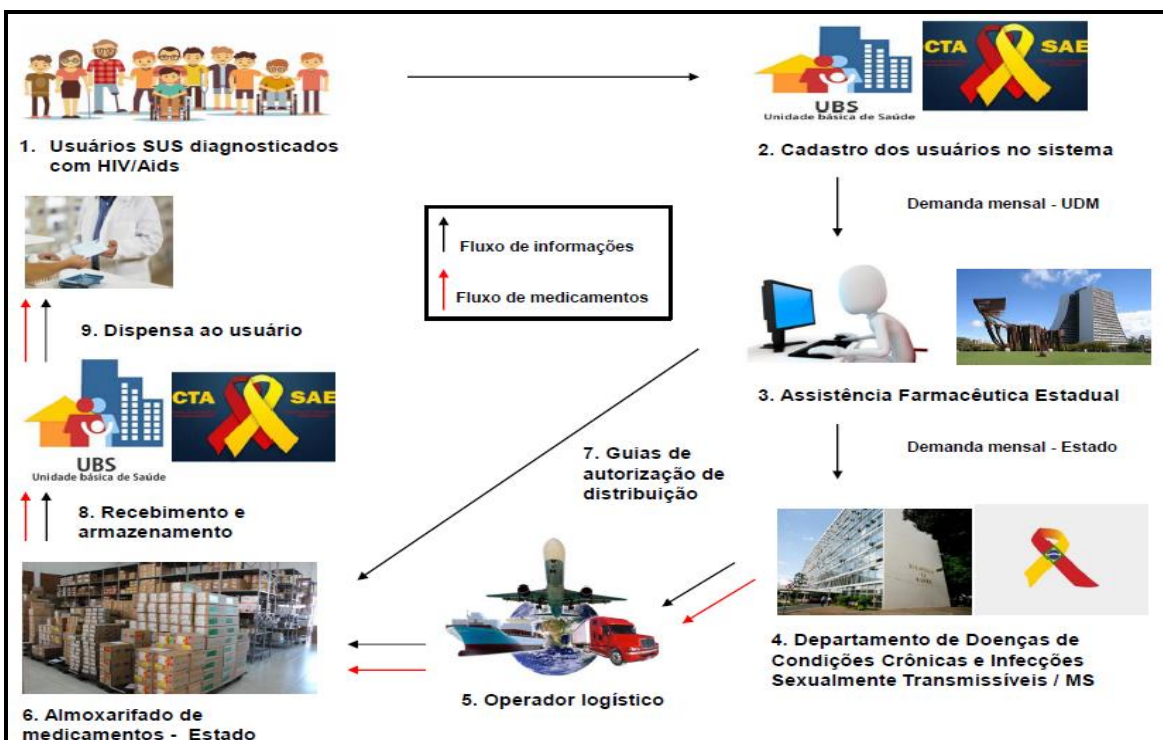 1. Usuários SUS diagnosticados
com HIV/Aids
UBS
Unidade básica de Saúde
CTA
SAE
2. Cadastro dos usuários no sistema
Demanda mensal - UDM
Fluxo de informações
Fluxo de medicamentos
3. Assistência Farmacêutica Estadual
Demanda mensal - Estado
4. Departamento de Doenças de
Condições Crônicas e Infecções
Sexualmente Transmissíveis / MS
5. Operador logístico
6. Almoxarifado de
medicamentos - Estado
7. Guias de
autorização de
distribuição
8. Recebimento e
armazenamento
UBS
Unidade básica de Saúde
CTA
SAE
9. Dispensa ao usuário